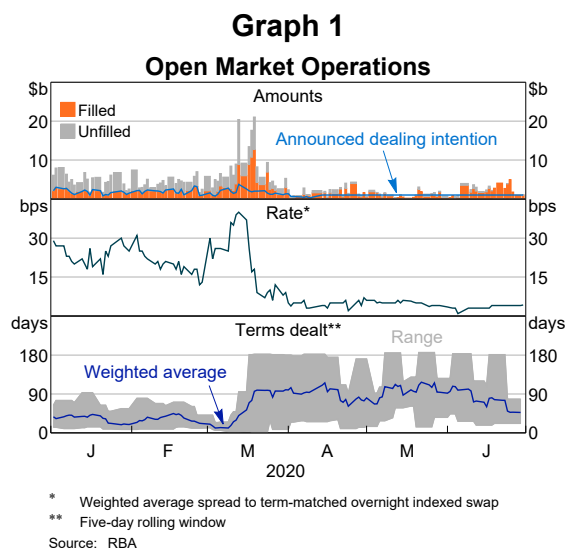 Graph 1
Open Market Operations
$b
$b
Amounts
Filled
Unfilled
Announced dealing intention
20
20
10
10
bps
bps
Rate*
30
30
15
15
days
days
Terms dealt**
Range
Weighted average
180
180
90
90
0
0
J
F
M
A
M
J
2020
* Weighted average spread to term-matched overnight indexed swap
** Five-day rolling window
Source: RBA